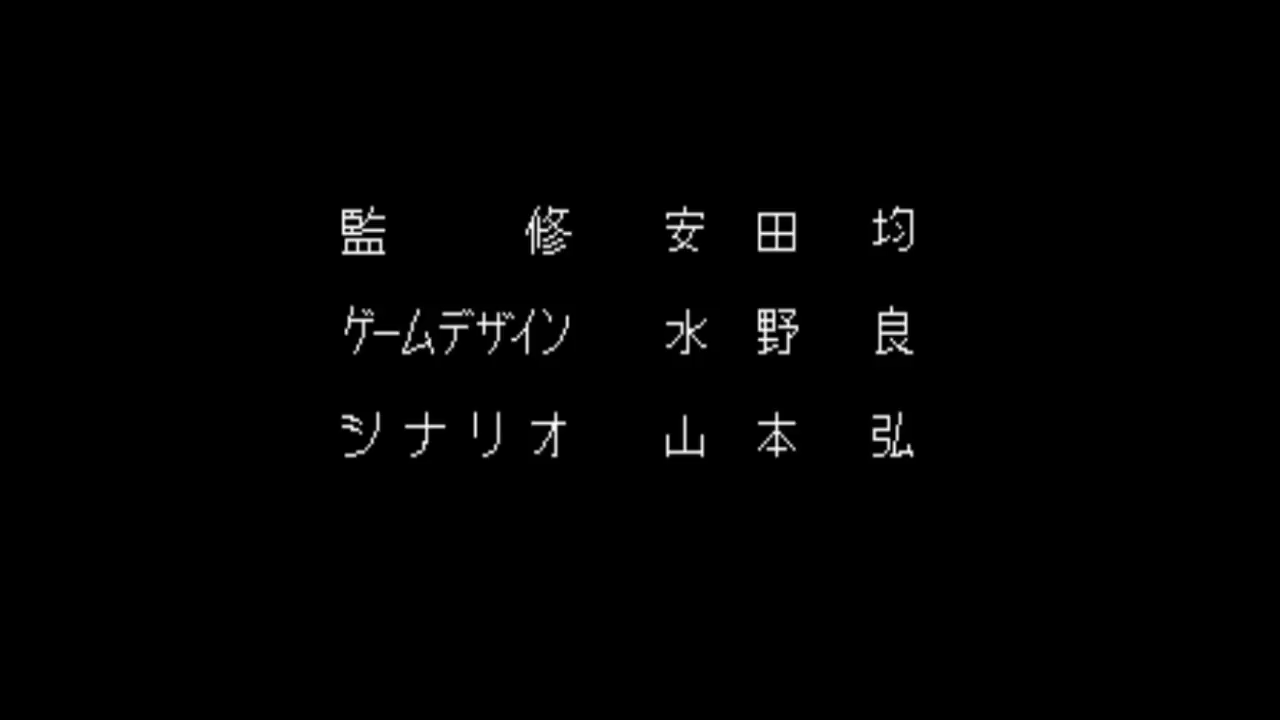 監修 安田 均
ゲームデザイン 水野 良
シナリオ 山本 弘